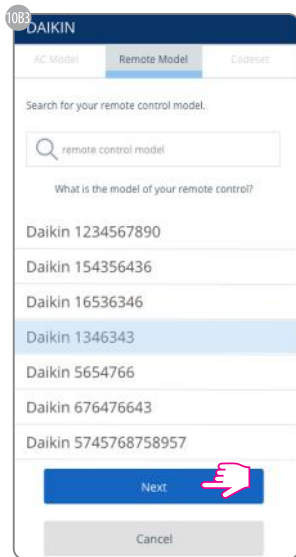 10B3
DAIKIN
AC Model Remote Model Codeset
Search for your remote control model.
remote control model
What is the model of your remote control?
Daikin 1234567890
Daikin 154356436
Daikin 16536346
Daikin 1346343
Daikin 5654766
Daikin 676476643
Daikin 5745768758957
Next
Cancel